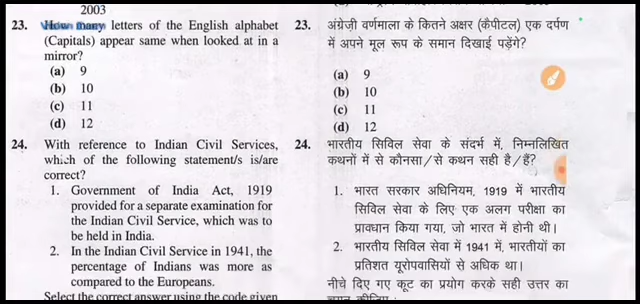 2003
23. How many letters of the English alphabet
(Capitals) appear same when looked at in a
mirror?
(a) 9
(b) 10
(c) 11
(d) 12
24. With reference to Indian Civil Services,
which of the following statement/s is/are
correct?
1. Government of India Act, 1919
provided for a separate examination for
the Indian Civil Service, which was to
be held in India.
2. In the Indian Civil Service in 1941, the
percentage of Indians was more as
compared to the Europeans.
Select the correct answer using the code given
23. अंग्रेज़ी वर्णमाला के कितने अक्षर (कैपीटल) एक दर्पण
में अपने मूल रूप के समान दिखाई पड़ेंगे?
(a) 9
(b) 10
(c) 11
(d) 12
24. भारतीय सिविल सेवा के संदर्भ में, निम्नलिखित
कथनों में से कौनसा/से कथन सही है/हैं?
1. भारत सरकार अधिनियम, 1919 में भारतीय
सिविल सेवा के लिए एक अलग परीक्षा का
प्रावधान किया गया, जो भारत में होनी थी।
2. भारतीय सिविल सेवा में 1941 में, भारतीयों का
प्रतिशत यूरोपवासियों से अधिक था।
नीचे दिए गए कूट का प्रयोग करके सही उत्तर का